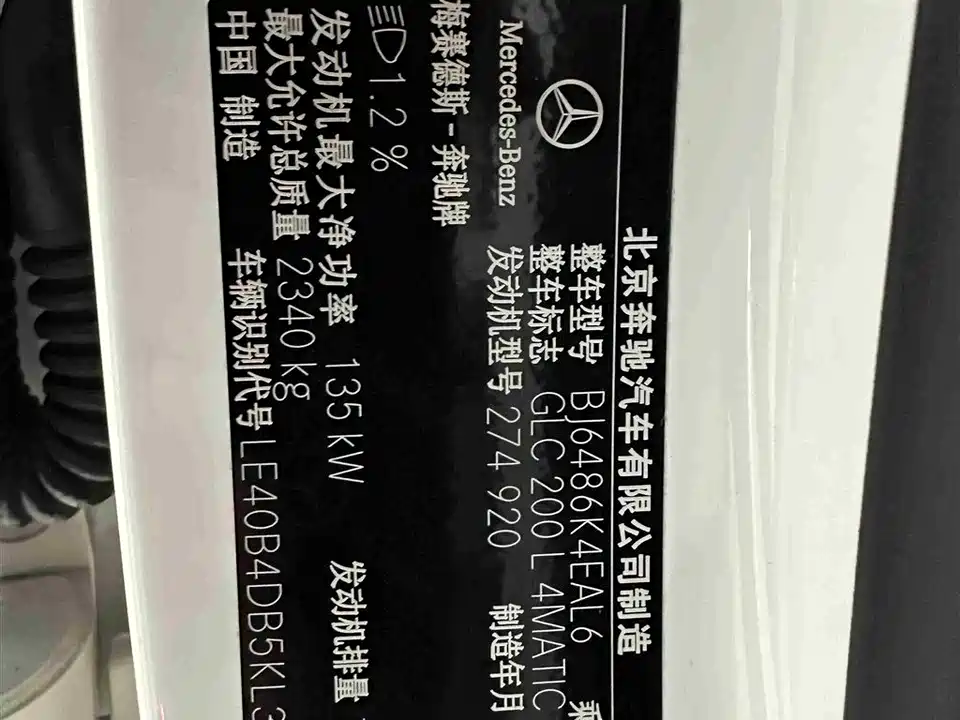 北京奔驰汽车有限公司制造
整车型号 BJ6486K4EAL6 乘
Mercedes-Benz 整车标志 GLC 200 L 4MATIC
发动机型号 274 920 制造年月
梅赛德斯-奔驰牌
1.2%
发动机最大净功率 135 kW 发动机排量
最大允许总质量 2340 kg
中国 制造 车辆识别代号 LE40B4DB5KL3